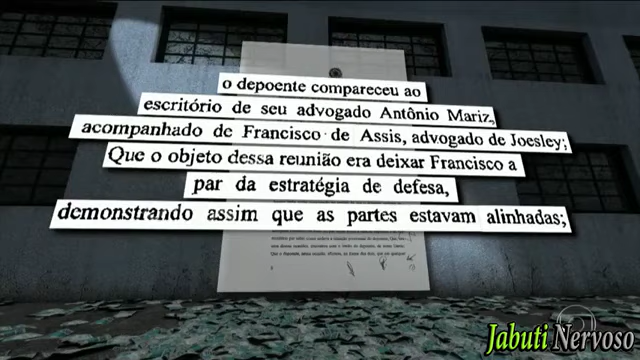 o depoente compareceu ao
escritório de seu advogado Antônio Mariz,
acompanhado de Francisco de Assis, advogado de Joesley;
Que o objeto dessa reunião era deixar Francisco a
par da estratégia de defesa,
demonstrando assim que as partes estavam alinhadas;
Jabuti Nervoso